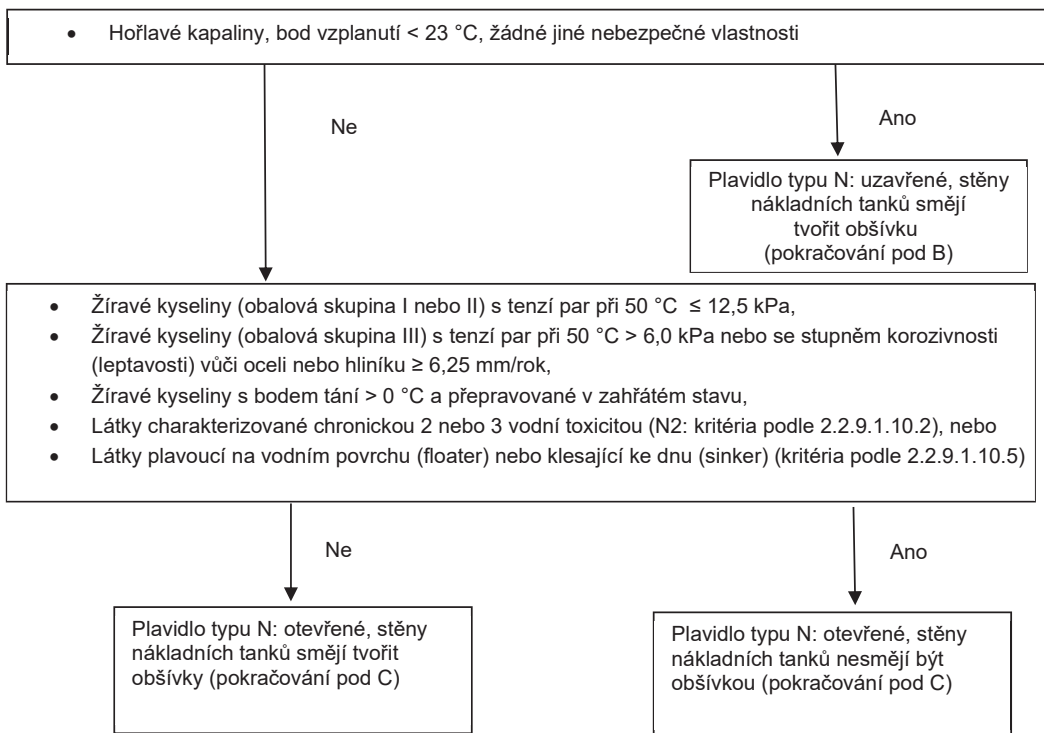 • Hořlavé kapaliny, bod vzplanutí < 23 °C, žádné jiné nebezpečné vlastnosti
Ne
Ano
Plavidlo typu N: uzavřené, stěny
nákladních tanků smějí
tvořit obšívku
(pokračování pod B)
• Žíravé kyseliny (obalová skupina I nebo II) s tenzí par při 50 °C ≤ 12,5 kPa,
• Žíravé kyseliny (obalová skupina III) s tenzí par při 50 °C > 6,0 kPa nebo se stupněm korozivnosti
(leptavosti) vůči oceli nebo hliníku ≥ 6,25 mm/rok,
• Žíravé kyseliny s bodem tání > 0 °C a přepravované v zahřátém stavu,
• Látky charakterizované chronickou 2 nebo 3 vodní toxicitou (N2: kritéria podle 2.2.9.1.10.2), nebo
• Látky plavoucí na vodním povrchu (floater) nebo klesající ke dnu (sinker) (kritéria podle 2.2.9.1.10.5)
Ne
Ano
Plavidlo typu N: otevřené, stěny
nákladních tanků smějí tvořit
obšívky (pokračování pod C)
Plavidlo typu N: otevřené, stěny
nákladních tanků nesmějí být
obšívkou (pokračování pod C)